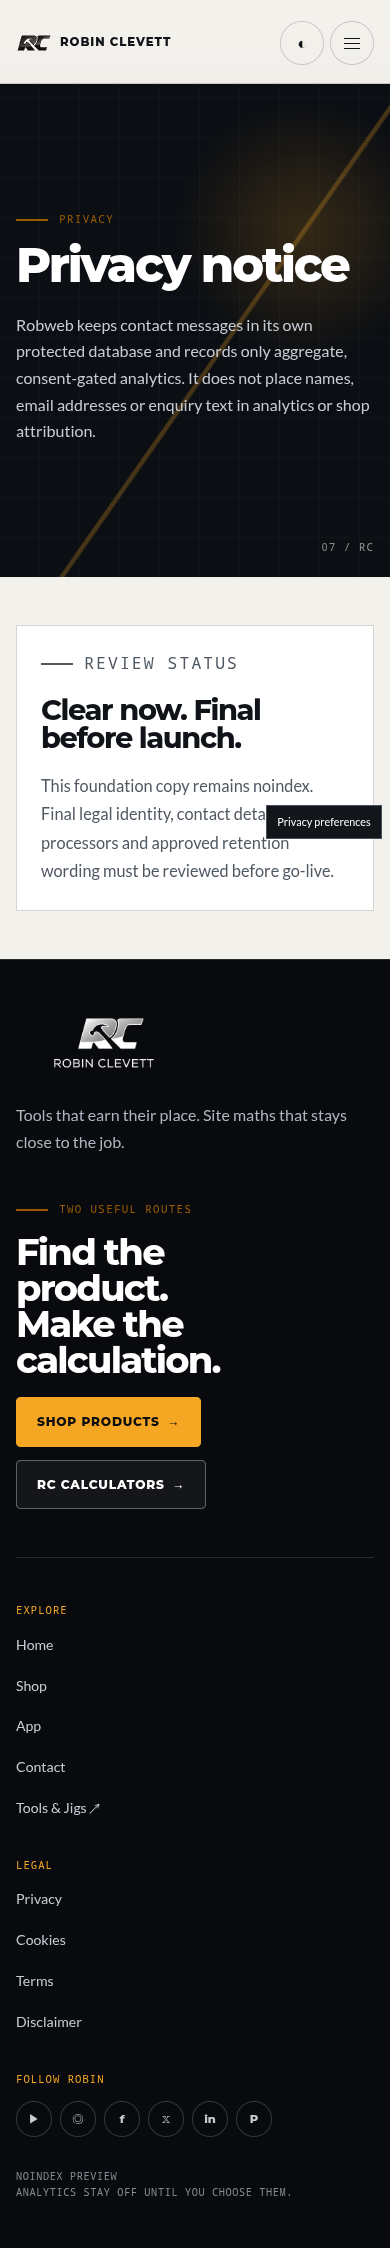 RC ROBIN CLEVETT
PRIVACY
Privacy notice
Robweb keeps contact messages in its own
protected database and records only aggregate,
consent-gated analytics. It does not place names,
email addresses or enquiry text in analytics or shop
attribution.
07 / RC
REVIEW STATUS
Clear now. Final
before launch.
This foundation copy remains noindex.
Final legal identity, contact deta
Privacy preferences
processors and approved retention
wording must be reviewed before go-live.
RC
ROBIN CLEVETT
Tools that earn their place. Site maths that stays
close to the job.
TWO USEFUL ROUTES
Find the
product.
Make the
calculation.
SHOP PRODUCTS →
RC CALCULATORS →
EXPLORE
Home
Shop
App
Contact
Tools & Jigs ↗
LEGAL
Privacy
Cookies
Terms
Disclaimer
FOLLOW ROBIN
f X in P
NOINDEX PREVIEW
ANALYTICS STAY OFF UNTIL YOU CHOOSE THEM.